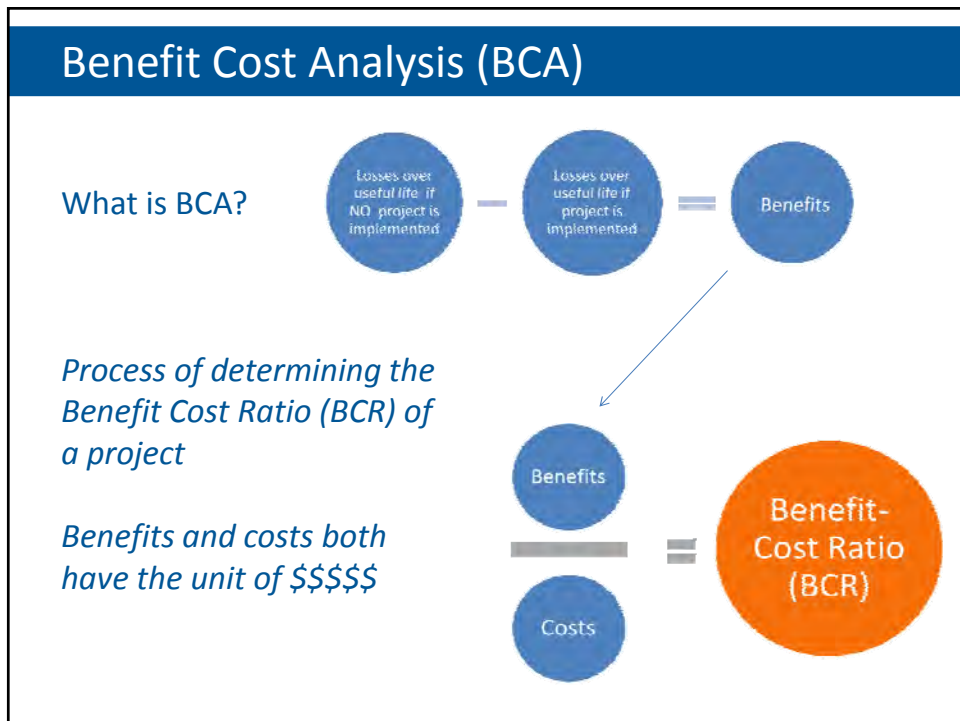 Benefit Cost Analysis (BCA)
What is BCA?
Losses over
useful life if
NO project is
implemented
Losses over
useful life if
project is
implemented
Benefits
Process of determining the
Benefit Cost Ratio (BCR) of
a project
Benefits and costs both
have the unit of $$$$$
Benefits
Costs
Benefit-
Cost Ratio
(BCR)